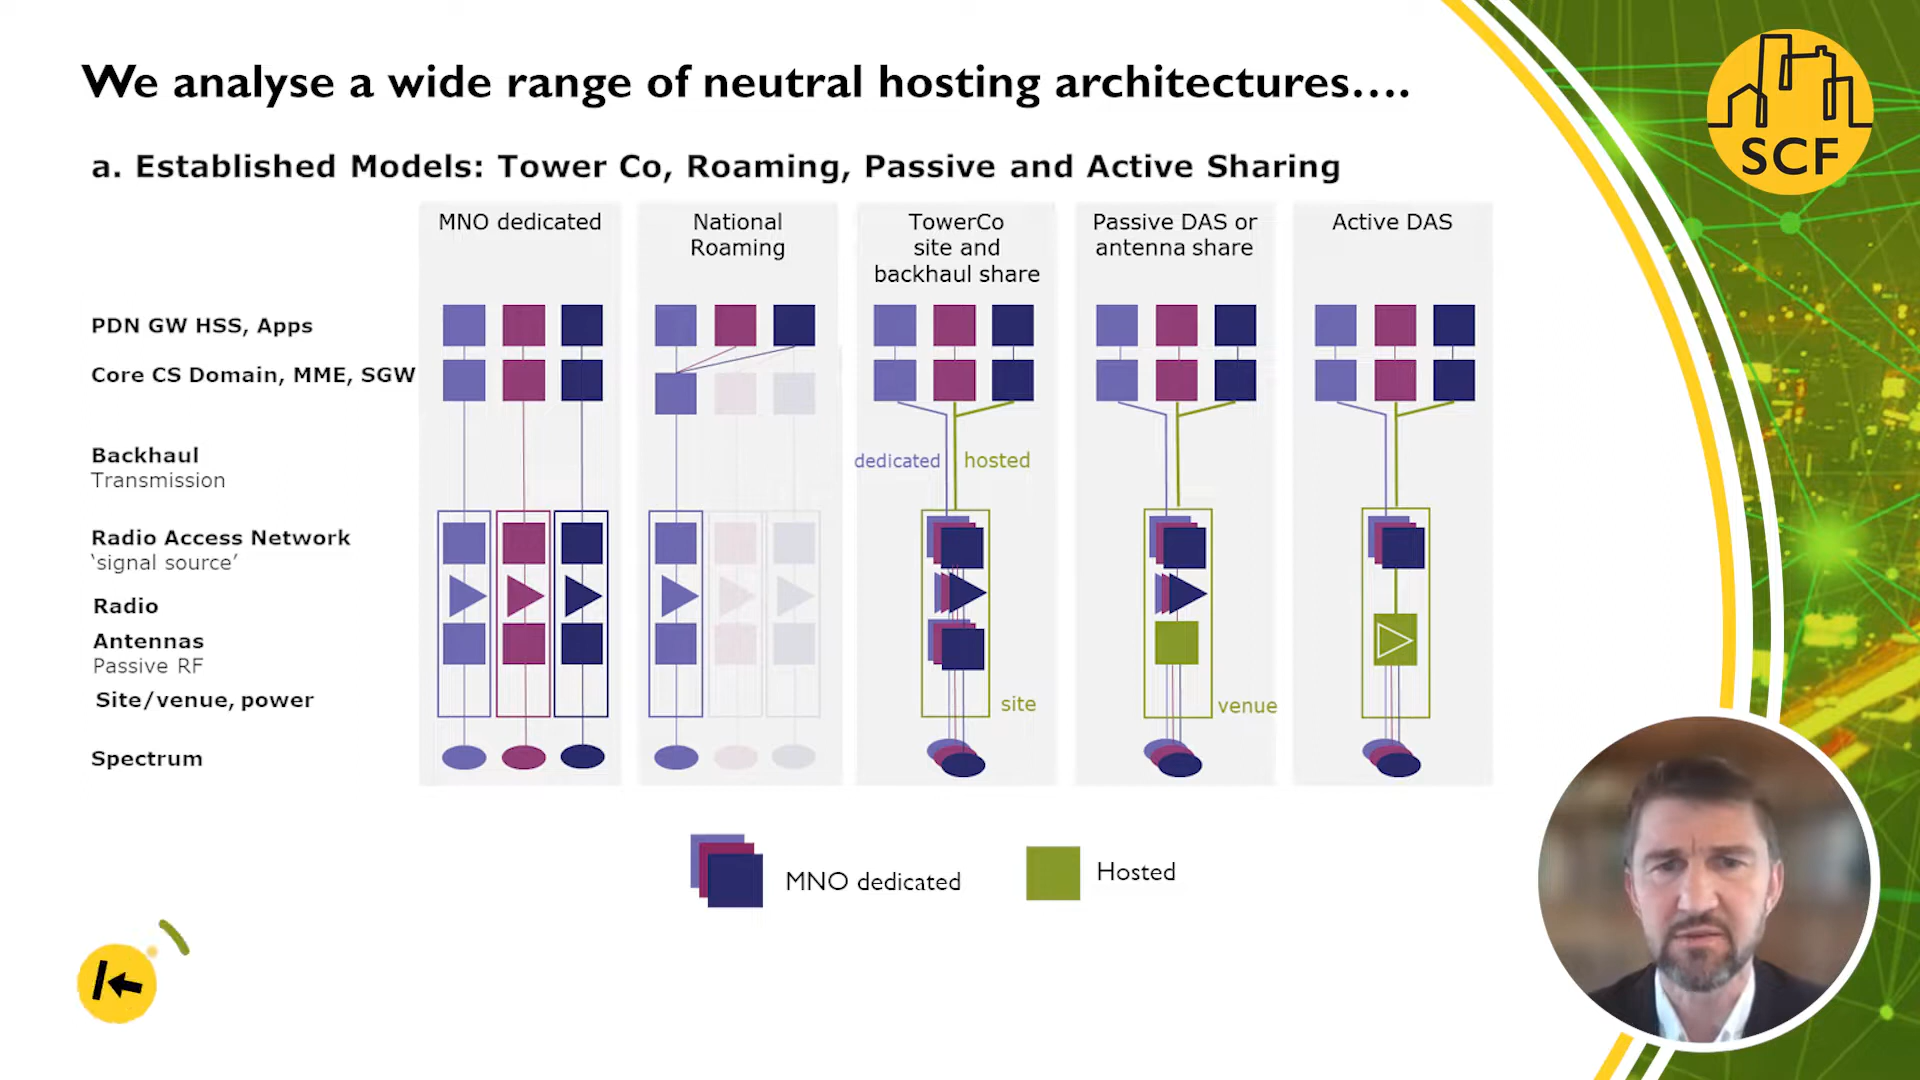 We analyse a wide range of neutral hosting architectures....
SCF
a. Established Models: Tower Co, Roaming, Passive and Active Sharing
MNO dedicated
National
Roaming
TowerCo
site and
backhaul share
Passive DAS or
antenna share
Active DAS
PDN GW HSS, Apps
Core CS Domain, MME, SGW
Backhaul
Transmission
dedicated
hosted
Radio Access Network
‘signal source’
Radio
Antennas
Passive RF
Site/venue, power
site
venue
Spectrum
MNO dedicated
Hosted